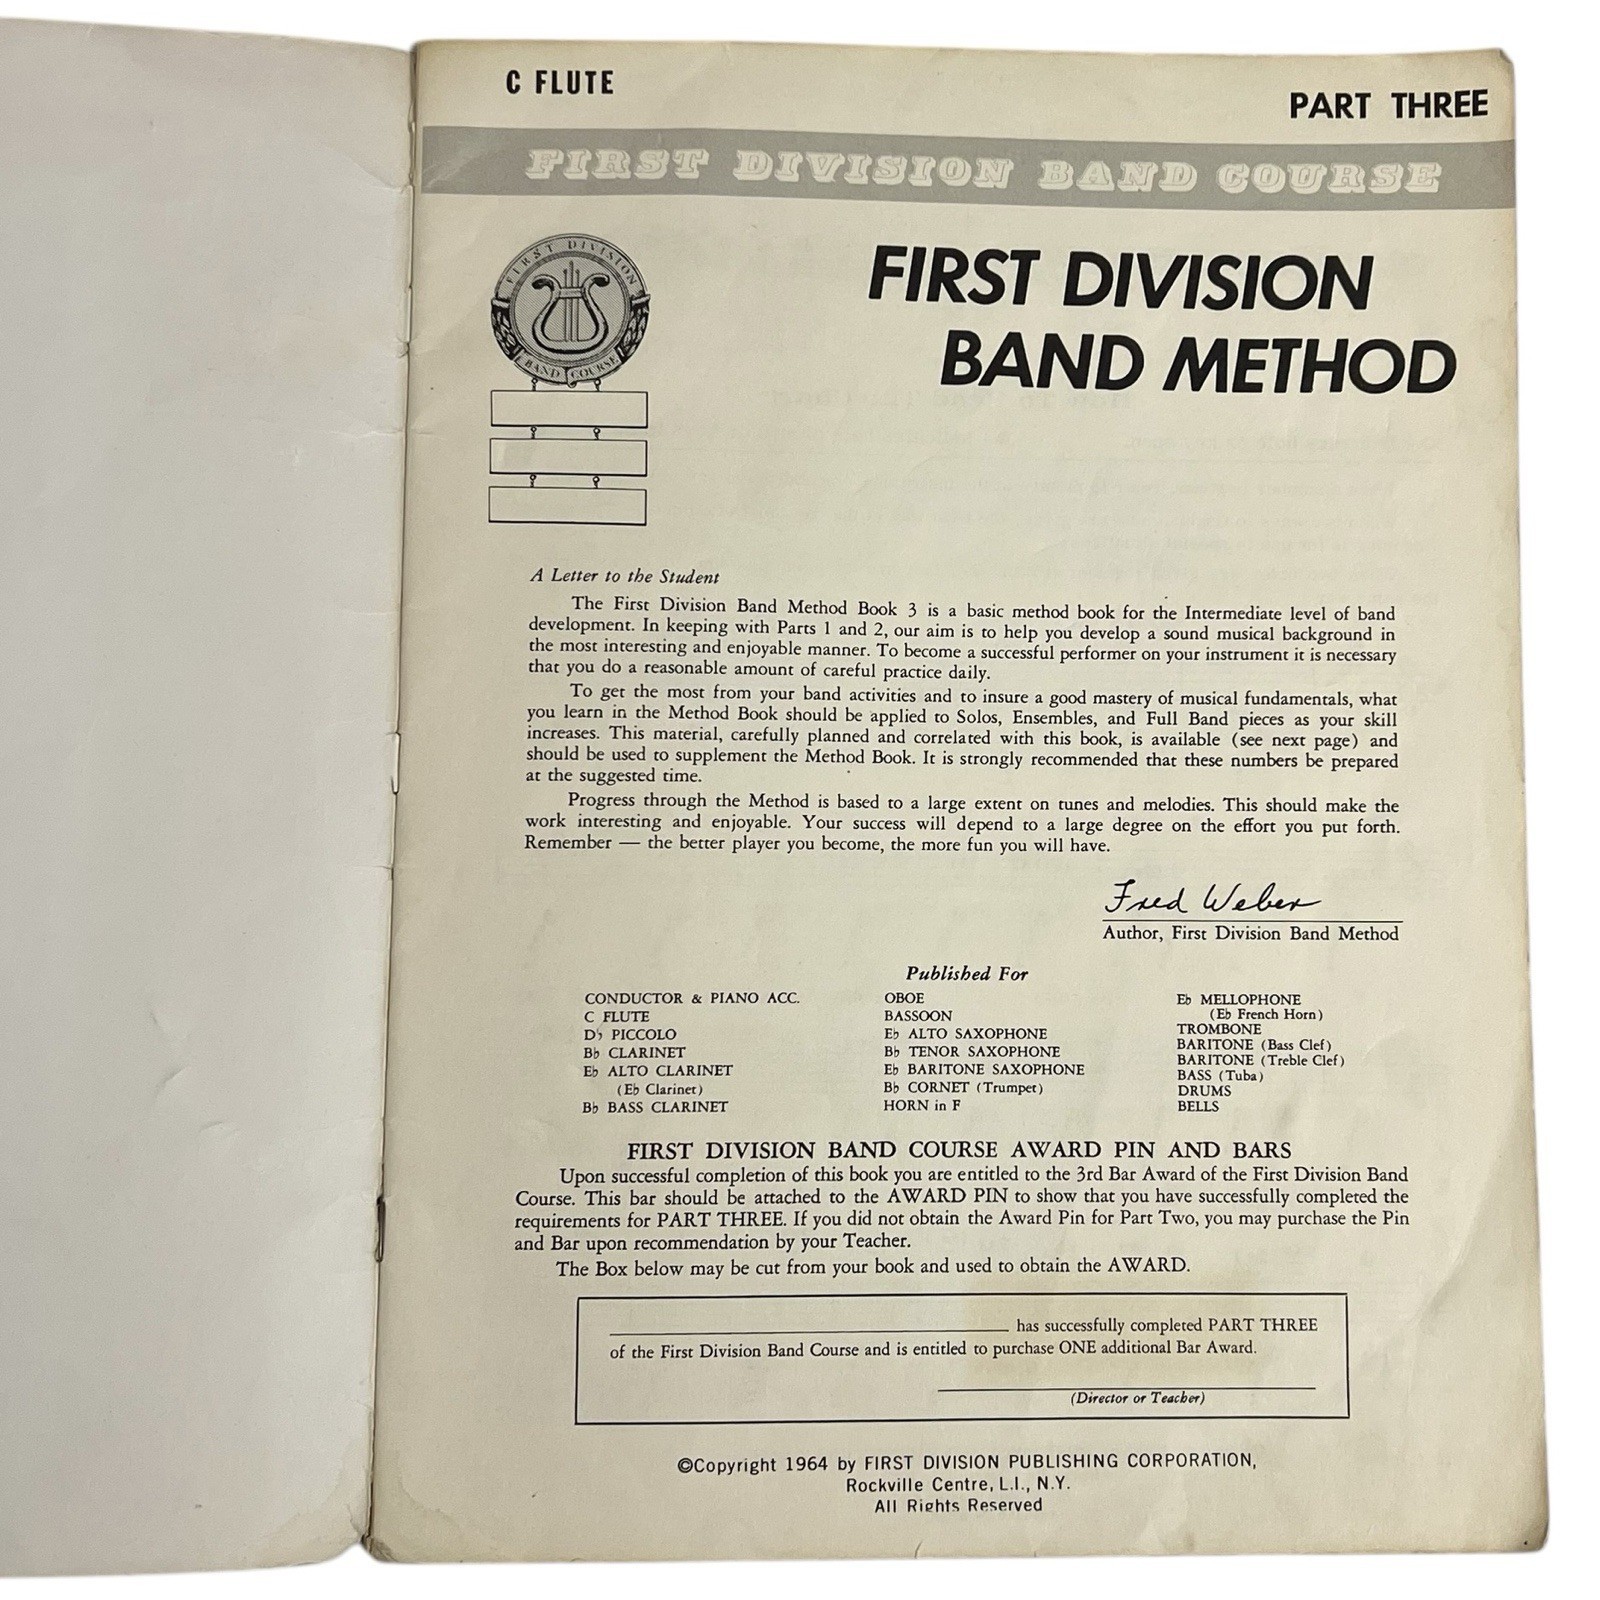 C FLUTE
PART THREE
FIRST DIVISION BAND COURSE
FIRST DIVISION
BAND METHOD
FIRST DIVISION
BAND COURSE
A Letter to the Student
The First Division Band Method Book 3 is a basic method book for the Intermediate level of band
development. In keeping with Parts 1 and 2, our aim is to help you develop a sound musical background in
the most interesting and enjoyable manner. To become a successful performer on your instrument it is necessary
that you do a reasonable amount of careful practice daily.
To get the most from your band activities and to insure a good mastery of musical fundamentals, what
you learn in the Method Book should be applied to Solos, Ensembles, and Full Band pieces as your skill
increases. This material, carefully planned and correlated with this book, is available (see next page) and
should be used to supplement the Method Book. It is strongly recommended that these numbers be prepared
at the suggested time.
Progress through the Method is based to a large extent on tunes and melodies. This should make the
work interesting and enjoyable. Your success will depend to a large degree on the effort you put forth.
Remember — the better player you become, the more fun you will have.
Fred Weber
Author, First Division Band Method
Published For
CONDUCTOR & PIANO ACC.
C FLUTE
D♭ PICCOLO
B♭ CLARINET
E♭ ALTO CLARINET
(E♭ Clarinet)
B♭ BASS CLARINET
OBOE
BASSOON
E♭ ALTO SAXOPHONE
B♭ TENOR SAXOPHONE
E♭ BARITONE SAXOPHONE
B♭ CORNET (Trumpet)
HORN in F
E♭ MELLOPHONE
(E♭ French Horn)
TROMBONE
BARITONE (Bass Clef)
BARITONE (Treble Clef)
BASS (Tuba)
DRUMS
BELLS
FIRST DIVISION BAND COURSE AWARD PIN AND BARS
Upon successful completion of this book you are entitled to the 3rd Bar Award of the First Division Band
Course. This bar should be attached to the AWARD PIN to show that you have successfully completed the
requirements for PART THREE. If you did not obtain the Award Pin for Part Two, you may purchase the Pin
and Bar upon recommendation by your Teacher.
The Box below may be cut from your book and used to obtain the AWARD.
has successfully completed PART THREE
of the First Division Band Course and is entitled to purchase ONE additional Bar Award.
(Director or Teacher)
©Copyright 1964 by FIRST DIVISION PUBLISHING CORPORATION,
Rockville Centre, L.I., N.Y.
All Rights Reserved